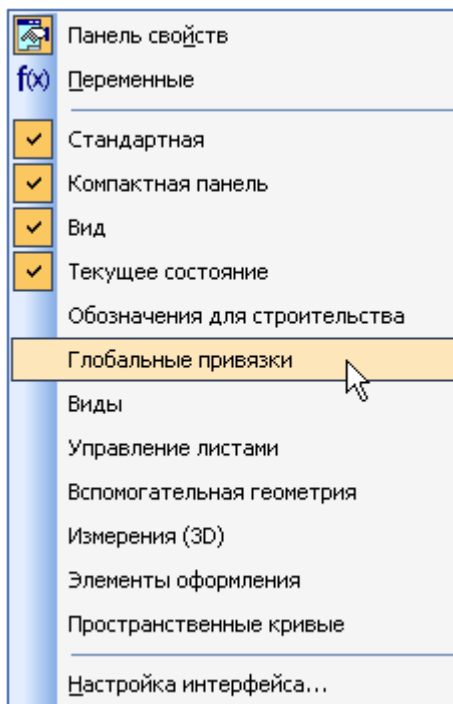 Панель свойств
f(x) Переменные
Стандартная
Компактная панель
Вид
Текущее состояние
Обозначения для строительства
Глобальные привязки
Виды
Управление листами
Вспомогательная геометрия
Измерения (3D)
Элементы оформления
Пространственные кривые
Настройка интерфейса...